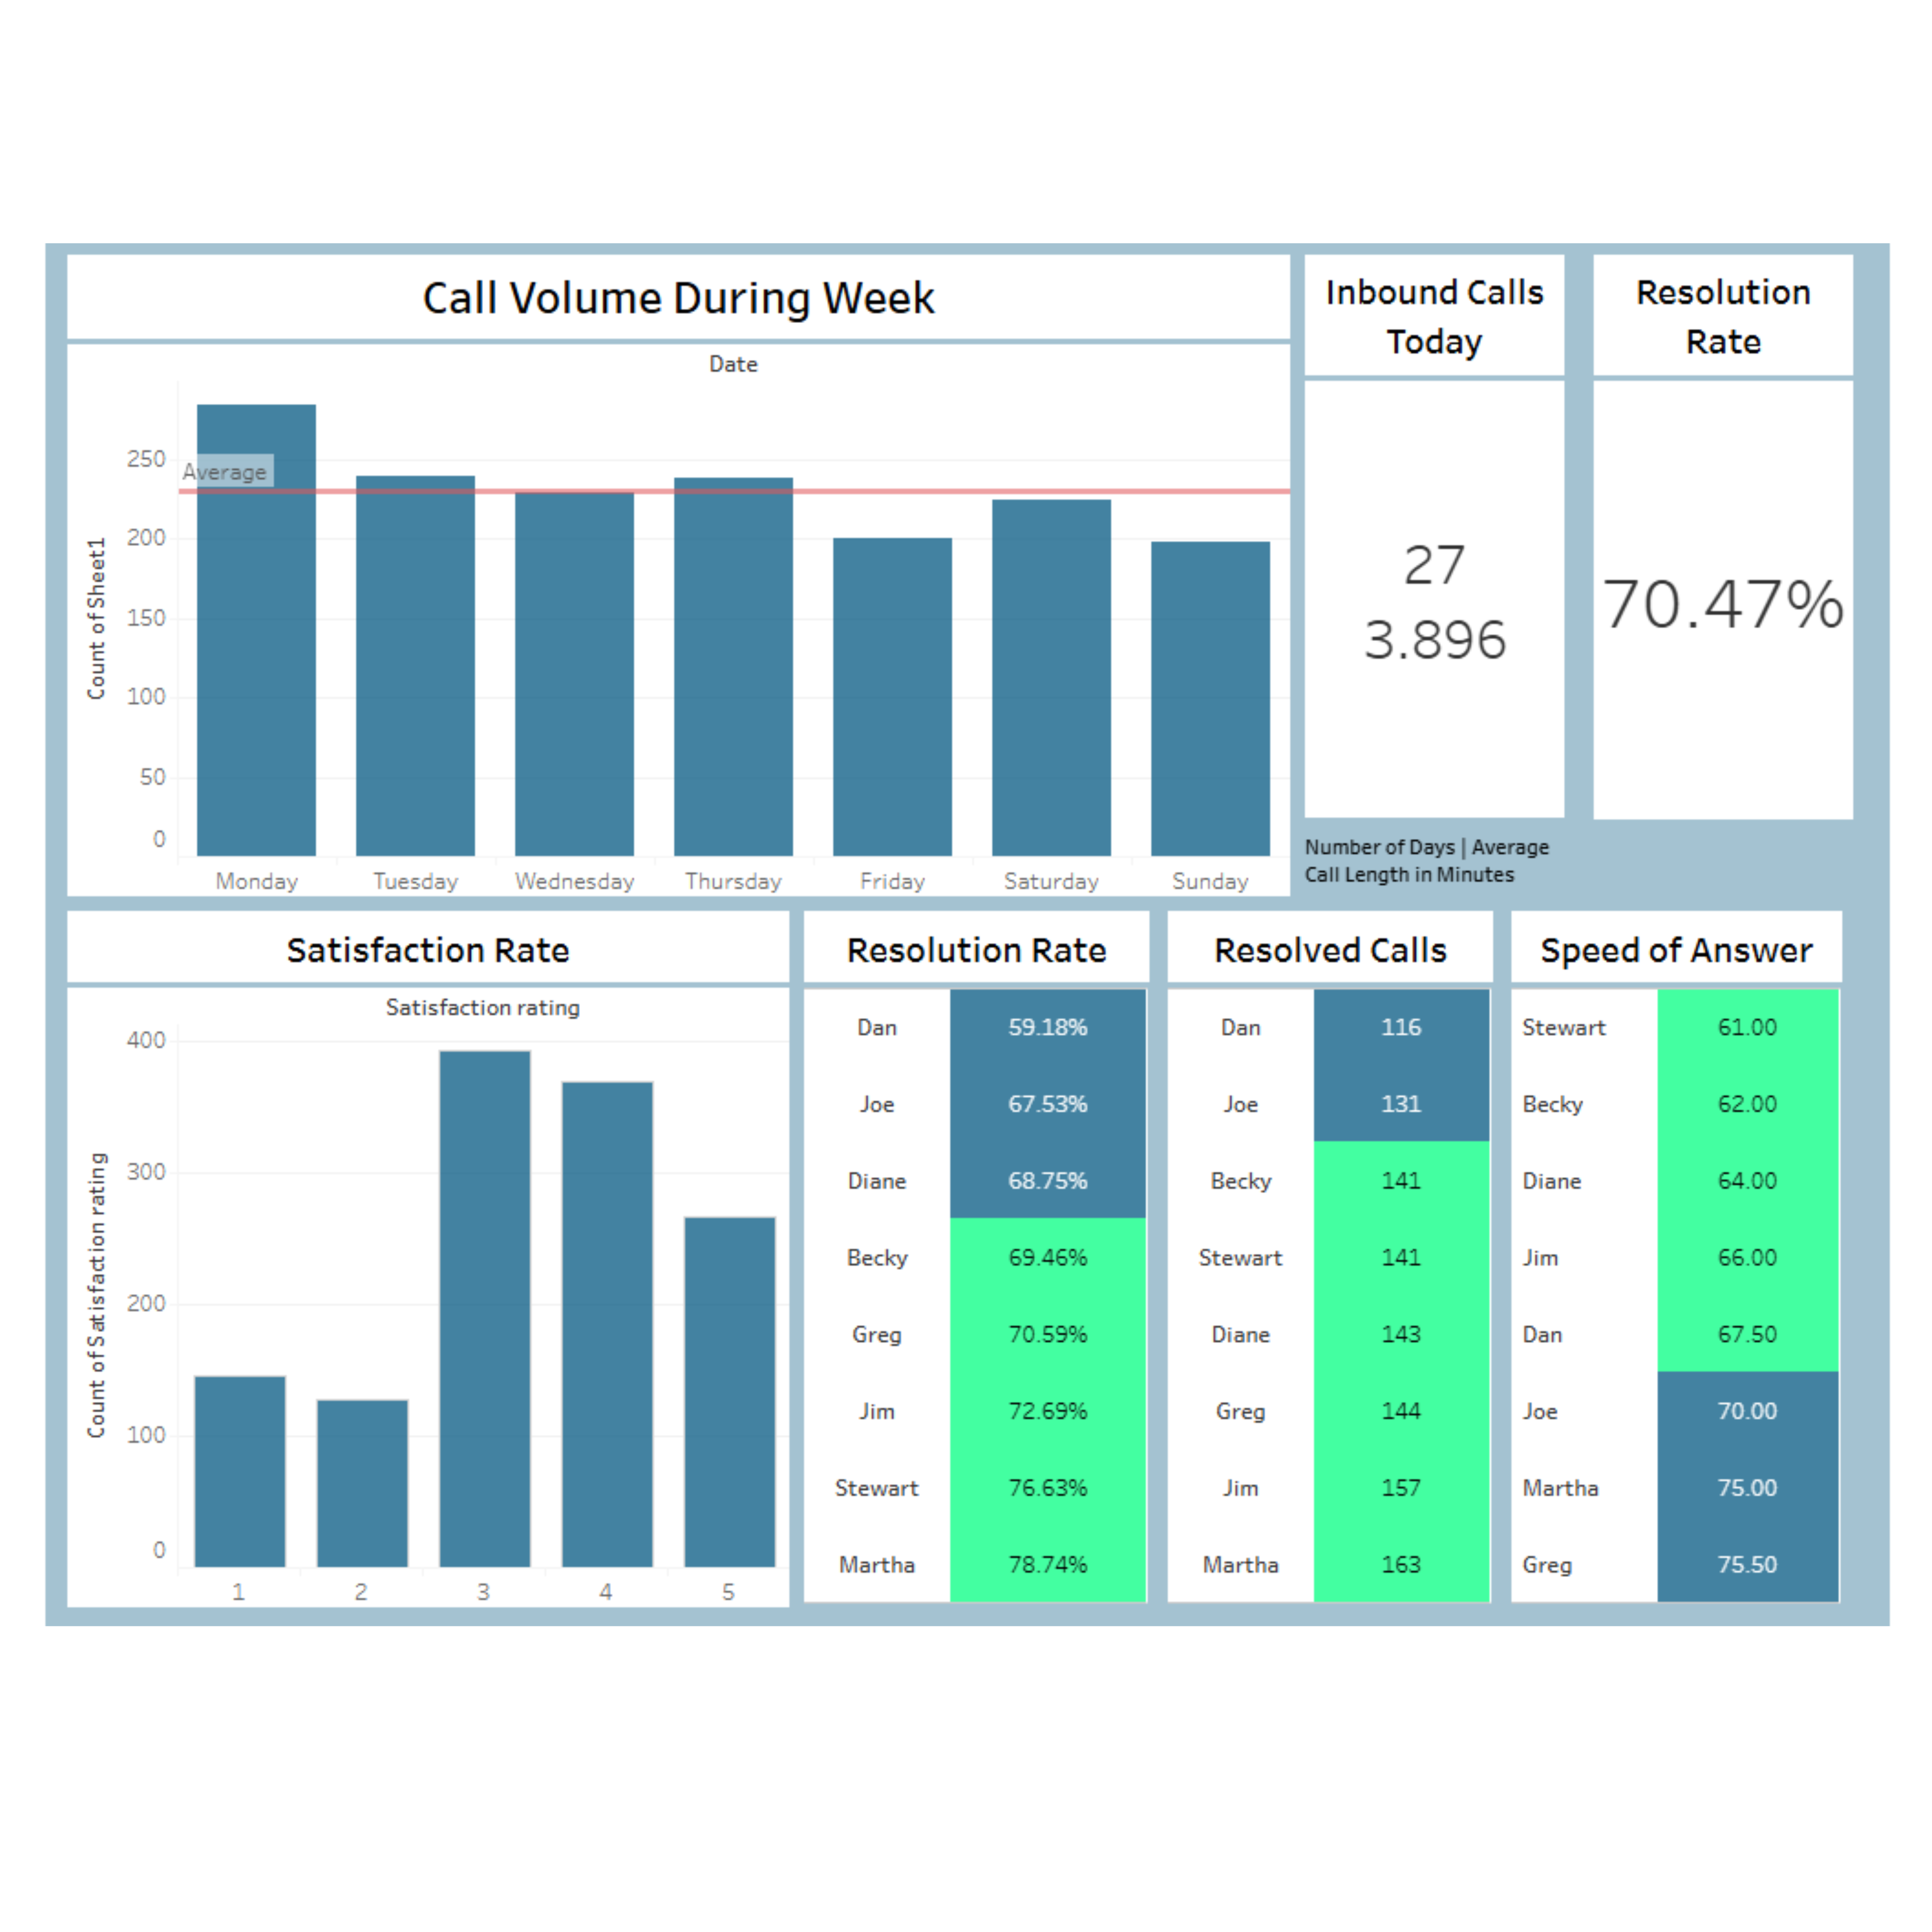 Call Volume During Week
Date
Count of Sheet1
250
200
150
100
50
0
Average
Monday Tuesday Wednesday Thursday Friday Saturday Sunday
Inbound Calls
Today
27
3.896
Number of Days | Average
Call Length in Minutes
Resolution
Rate
70.47%
Satisfaction Rate
Satisfaction rating
Count of Satisfaction rating
400
300
200
100
0
1 2 3 4 5
Resolution Rate
Dan 59.18%
Joe 67.53%
Diane 68.75%
Becky 69.46%
Greg 70.59%
Jim 72.69%
Stewart 76.63%
Martha 78.74%
Resolved Calls
Dan 116
Joe 131
Becky 141
Stewart 141
Diane 143
Greg 144
Jim 157
Martha 163
Speed of Answer
Stewart 61.00
Becky 62.00
Diane 64.00
Jim 66.00
Dan 67.50
Joe 70.00
Martha 75.00
Greg 75.50